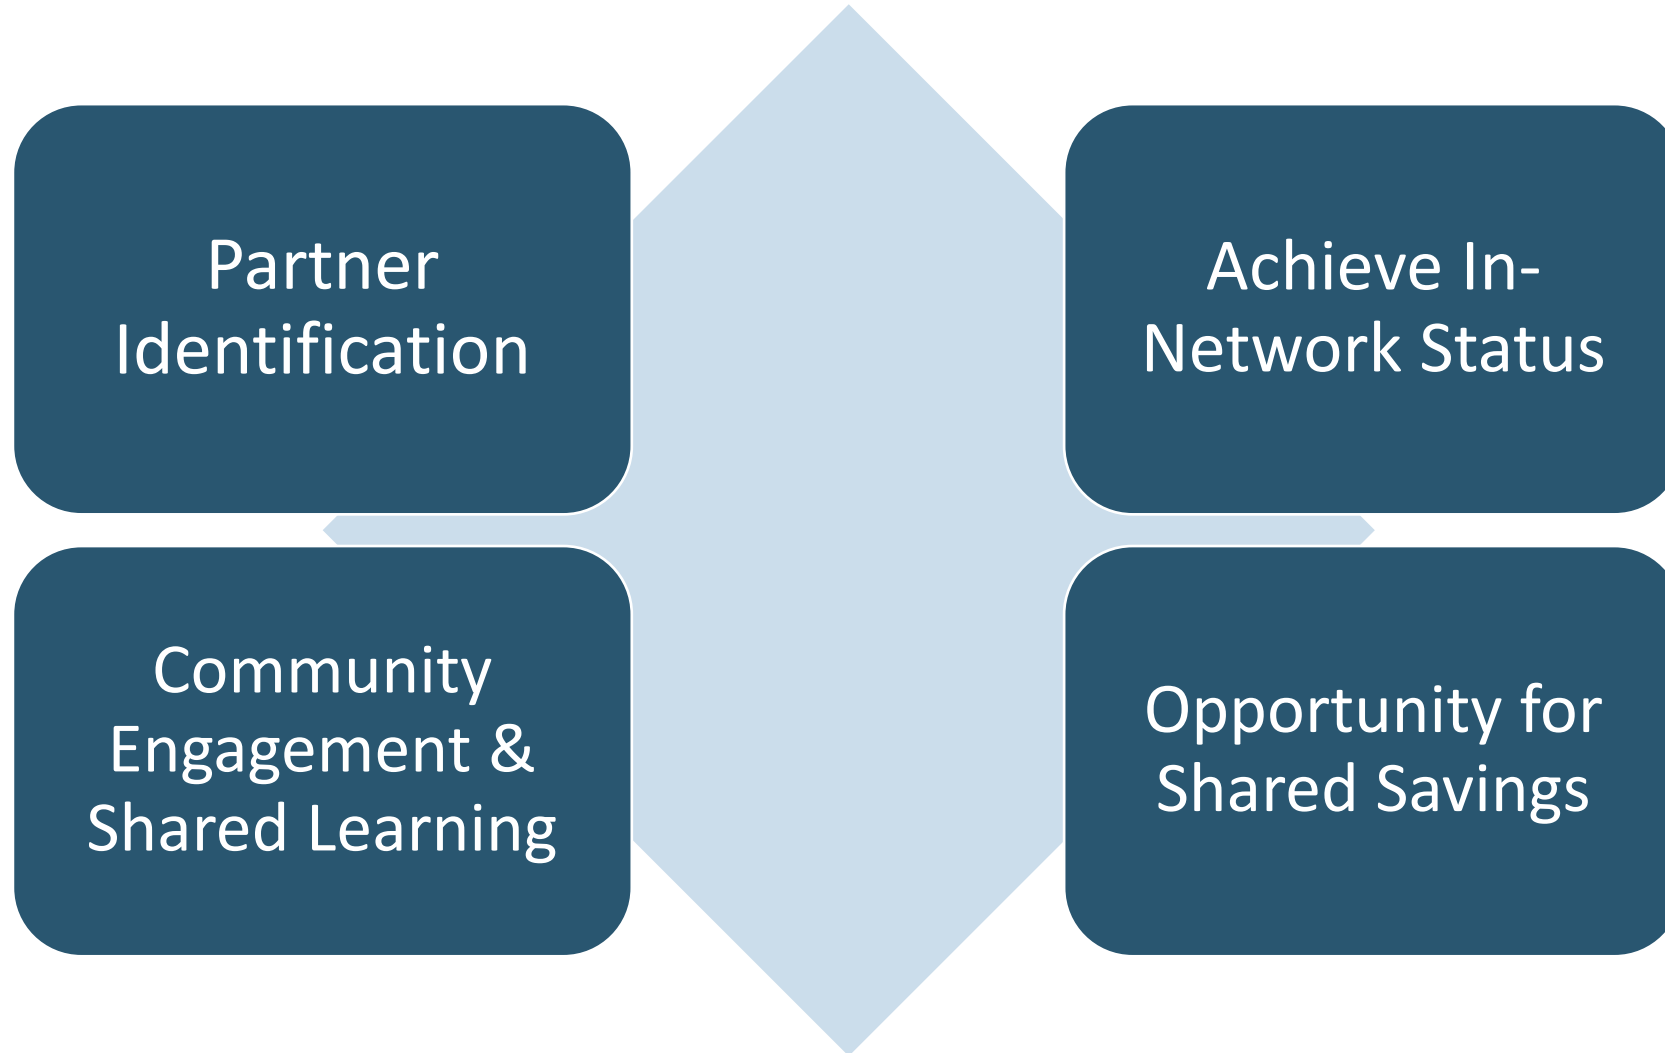 Partner
Identification
Achieve In-
Network Status
Community
Engagement &
Shared Learning
Opportunity for
Shared Savings